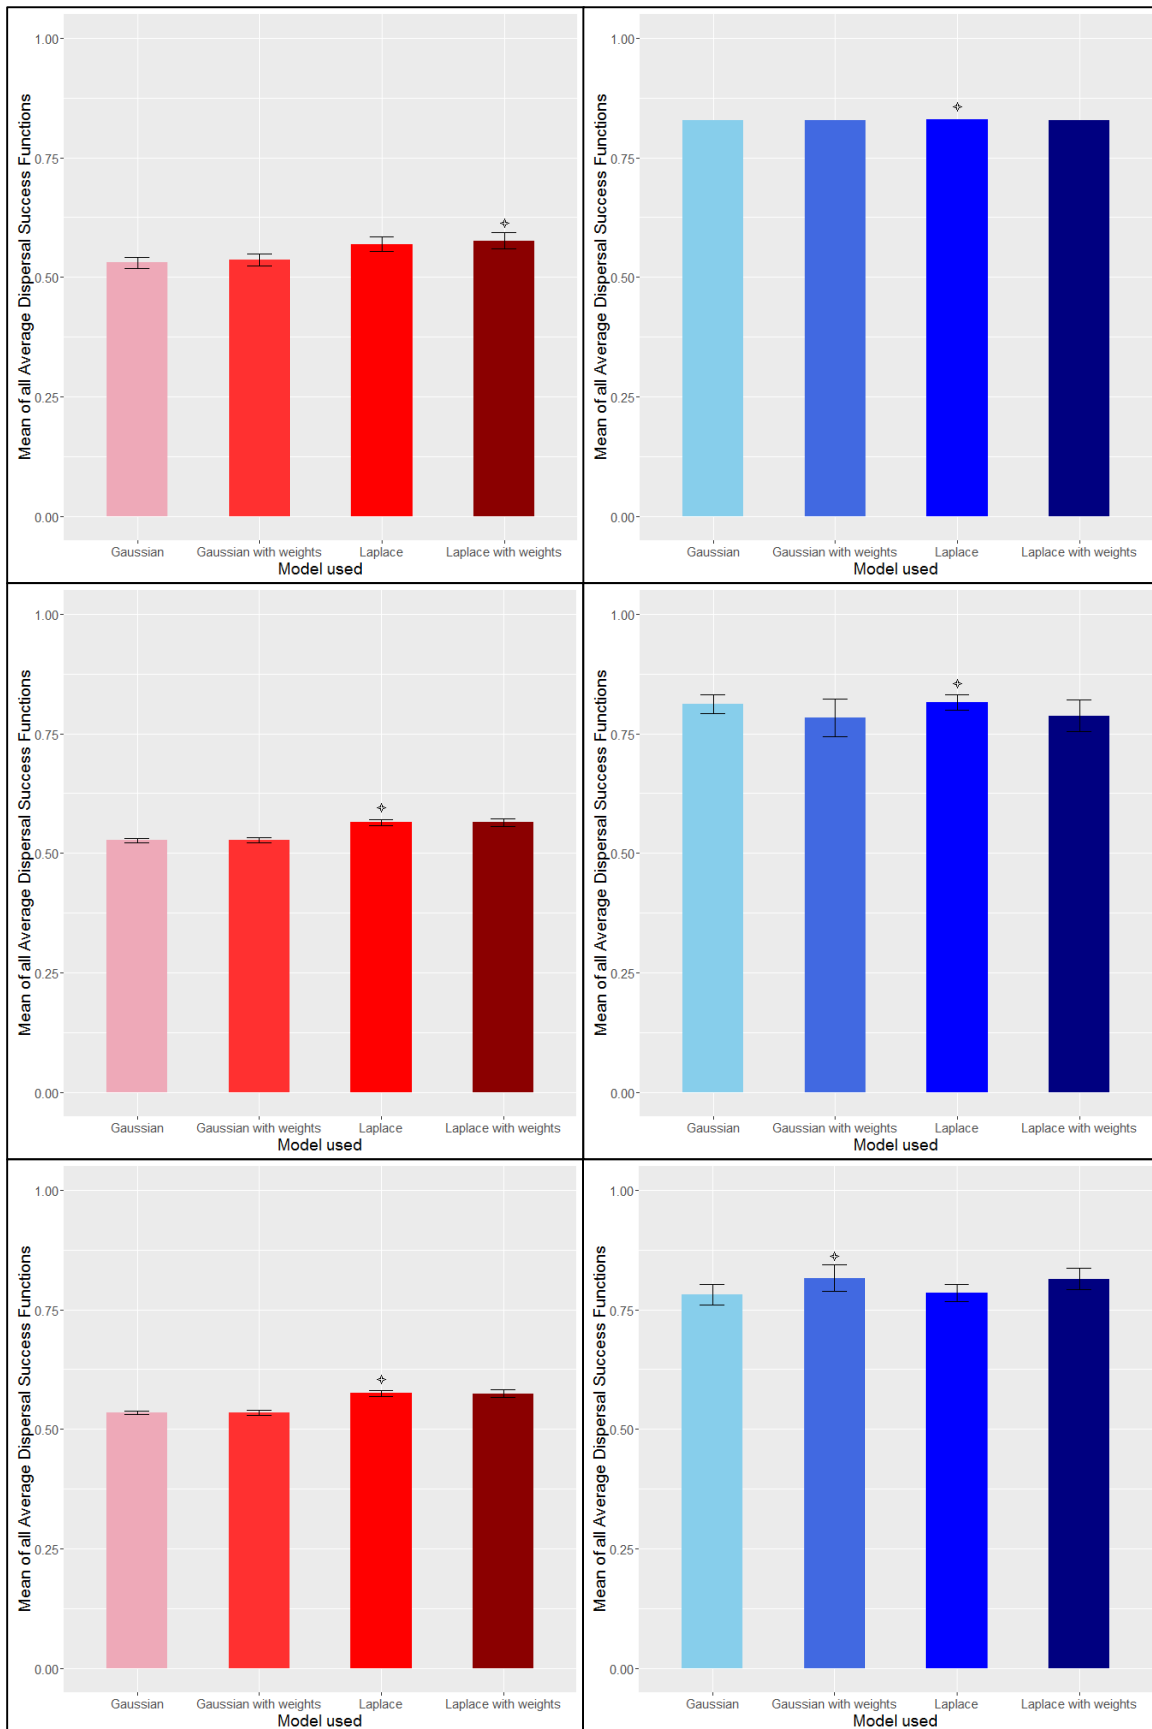 Mean of all Average Dispersal Success Functions
1.00
0.75
0.50
0.25
0.00
Gaussian
Gaussian with weights
Laplace
Laplace with weights
Model used
Mean of all Average Dispersal Success Functions
1.00
0.75
0.50
0.25
0.00
Gaussian
Gaussian with weights
Laplace
Laplace with weights
Model used
Mean of all Average Dispersal Success Functions
1.00
0.75
0.50
0.25
0.00
Gaussian
Gaussian with weights
Laplace
Laplace with weights
Model used
Mean of all Average Dispersal Success Functions
1.00
0.75
0.50
0.25
0.00
Gaussian
Gaussian with weights
Laplace
Laplace with weights
Model used
Mean of all Average Dispersal Success Functions
1.00
0.75
0.50
0.25
0.00
Gaussian
Gaussian with weights
Laplace
Laplace with weights
Model used
Mean of all Average Dispersal Success Functions
1.00
0.75
0.50
0.25
0.00
Gaussian
Gaussian with weights
Laplace
Laplace with weights
Model used